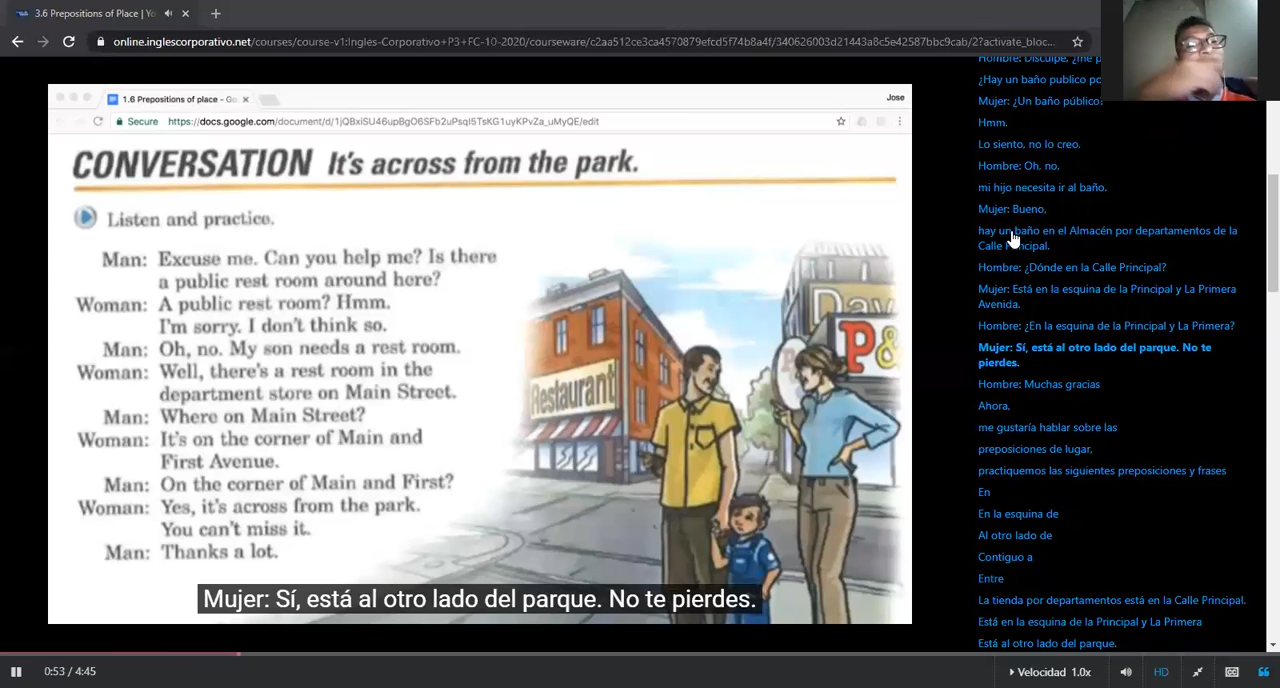 3.6 Prepositions of Place | Yo
online.inglescorporativo.net/courses/course-v1:Ingles-Corporativo+P3+FC-10-2020/courseware/c2aa512ce3ca4570879efcd5f74b8a4f/340626003d21443a8c5e42587bbc9cab/2?activate_bloc...
1.6 Prepositions of place - Go
Jose
Secure
https://docs.google.com/document/d/1jQBxiSU46upBgO6SFb2uPsqI5TsKG1uyKPvZa_uMyQE/edit
CONVERSATION It's across from the park.
Listen and practice.
Man: Excuse me. Can you help me? Is there
a public rest room around here?
Woman: A public rest room? Hmm.
I'm sorry. I don't think so.
Man: Oh, no. My son needs a rest room.
Woman: Well, there's a rest room in the
department store on Main Street.
Man: Where on Main Street?
Woman: It's on the corner of Main and
First Avenue.
Man: On the corner of Main and First?
Woman: Yes, it's across from the park.
You can't miss it.
Man: Thanks a lot.
Restaurant
Day
P&
Mujer: Sí, está al otro lado del parque. No te pierdes.
Hombre: Disculpe, ¿me p
¿Hay un baño publico po
Mujer: ¿Un baño público?
Hmm.
Lo siento, no lo creo.
Hombre: Oh, no.
mi hijo necesita ir al baño.
Mujer: Bueno,
hay un baño en el Almacén por departamentos de la
Calle Principal.
Hombre: ¿Dónde en la Calle Principal?
Mujer: Está en la esquina de la Principal y La Primera
Avenida.
Hombre: ¿En la esquina de la Principal y La Primera?
Mujer: Sí, está al otro lado del parque. No te
pierdes.
Hombre: Muchas gracias
Ahora,
me gustaría hablar sobre las
preposiciones de lugar,
practiquemos las siguientes preposiciones y frases
En
En la esquina de
Al otro lado de
Contiguo a
Entre
La tienda por departamentos está en la Calle Principal.
Está en la esquina de la Principal y La Primera
Está al otro lado del parque.
0:53 / 4:45
Velocidad 1.0x
HD
CC